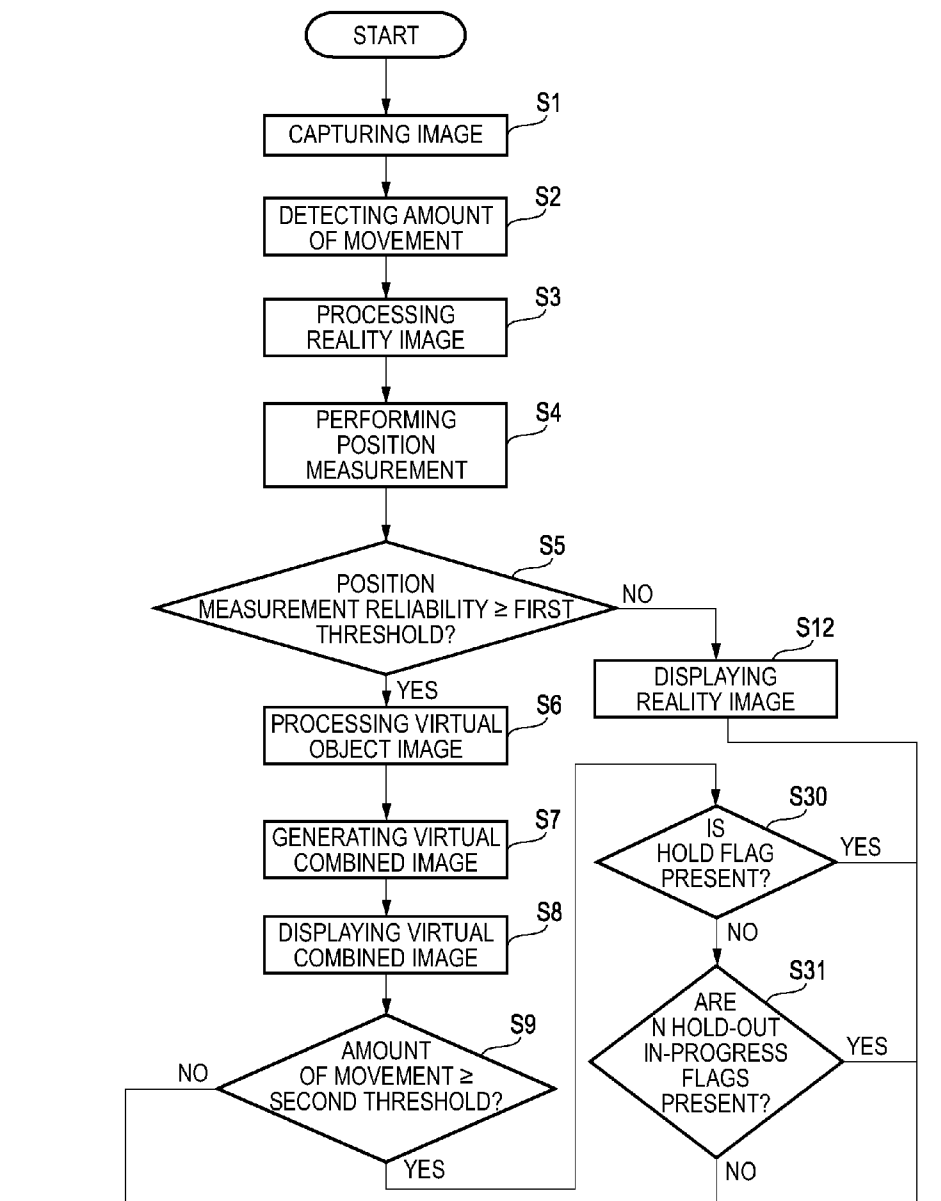 START
S1
CAPTURING IMAGE
S2
DETECTING AMOUNT
OF MOVEMENT
S3
PROCESSING
REALITY IMAGE
S4
PERFORMING
POSITION
MEASUREMENT
S5
POSITION
MEASUREMENT RELIABILITY ≥ FIRST
THRESHOLD?
NO
S12
DISPLAYING
REALITY IMAGE
YES
S6
PROCESSING VIRTUAL
OBJECT IMAGE
S7
GENERATING VIRTUAL
COMBINED IMAGE
S8
DISPLAYING VIRTUAL
COMBINED IMAGE
S9
AMOUNT
OF MOVEMENT ≥
SECOND THRESHOLD?
NO
YES
S30
IS
HOLD FLAG
PRESENT?
YES
NO
S31
ARE
N HOLD-OUT
IN-PROGRESS
FLAGS
PRESENT?
YES
NO